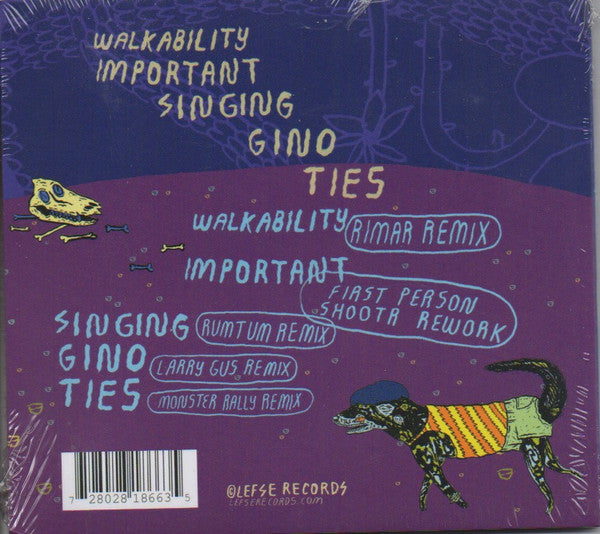 WALKABILITY
IMPORTANT
SINGING
GINO
TIES
WALKABILITY RIMAR REMIX
IMPORTANT
FIRST PERSON
SHOOTR REWORK
SINGING RUMTUM REMIX
GINO LARRY GUS REMIX
TIES MONSTER RALLY REMIX
7 28028 18663 5
©LEFSE RECORDS
LEFSERECORDS.COM